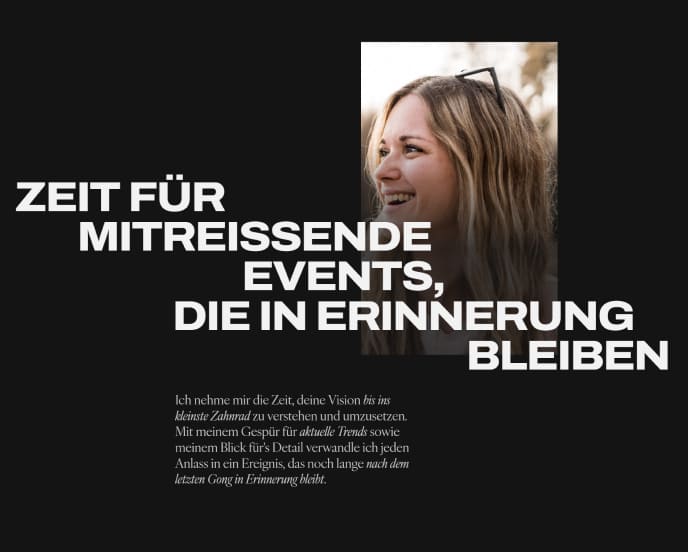 ZEIT FÜR
MITREISSENDE
EVENTS,
DIE IN ERINNERUNG
BLEIBEN
Ich nehme mir die Zeit, deine Vision bis ins
kleinste Zahnrad zu verstehen und umzusetzen.
Mit meinem Gespür für aktuelle Trends sowie
meinem Blick für's Detail verwandle ich jeden
Anlass in ein Ereignis, das noch lange nach dem
letzten Gong in Erinnerung bleibt.